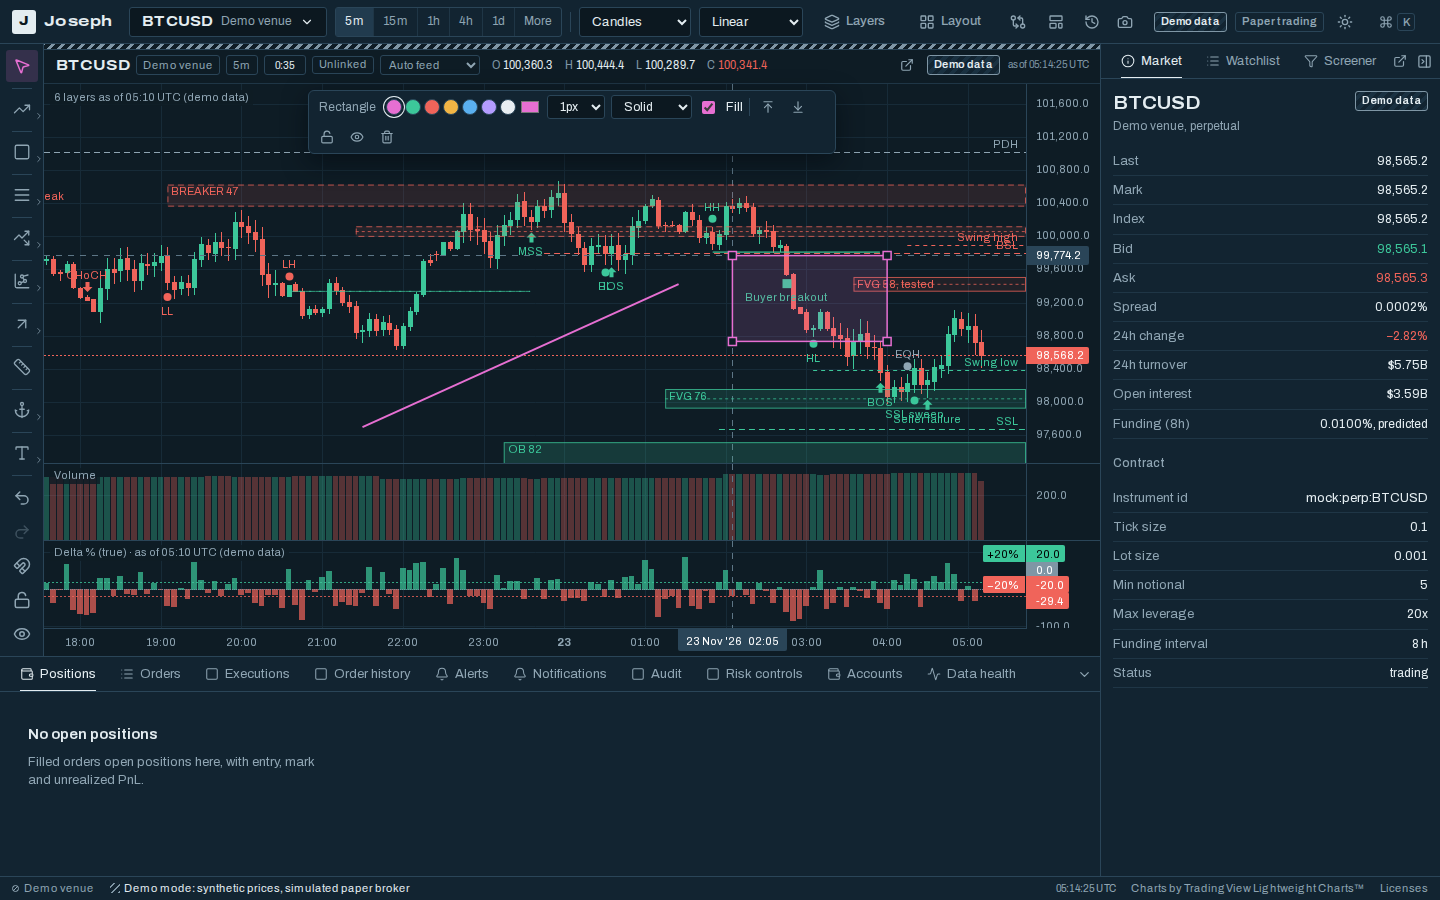 J Joseph BTCUSD Demo venue 5m 15m 1h 4h 1d More Candles Linear Layers Layout Demo data Paper trading ⌘ K
BTCUSD Demo venue 5m 0:35 Unlinked Auto feed O 100,360.3 H 100,444.4 L 100,289.7 C 100,341.4 Demo data as of 05:14:25 UTC
6 layers as of 05:10 UTC (demo data)
Rectangle 1px Solid Fill
101,600.0
101,200.0
PDH
100,800.0
BREAKER 47
eak
100,400.0
HH
100,000.0
Swing high
BSL
MSS
99,774.2
99,600.0
LH
CHoCH
BOS
FVG 58, tested
Buyer breakout
99,200.0
LL
98,800.0
HL
EQH
98,568.2
Swing low
98,400.0
FVG 76
BOS
98,000.0
SSL sweep
Seller failure
SSL
97,600.0
OB 82
Volume
200.0
Delta % (true) · as of 05:10 UTC (demo data)
+20% 20.0
0.0
−20% -20.0
-29.4
-100.0
18:00 19:00 20:00 21:00 22:00 23:00 23 01:00 23 Nov '26 02:05 03:00 04:00 05:00
Positions Orders Executions Order history Alerts Notifications Audit Risk controls Accounts Data health
No open positions
Filled orders open positions here, with entry, mark
and unrealized PnL.
Market Watchlist Screener
BTCUSD Demo data
Demo venue, perpetual
Last 98,565.2
Mark 98,565.2
Index 98,565.2
Bid 98,565.1
Ask 98,565.3
Spread 0.0002%
24h change −2.82%
24h turnover $5.75B
Open interest $3.59B
Funding (8h) 0.0100%, predicted
Contract
Instrument id mock:perp:BTCUSD
Tick size 0.1
Lot size 0.001
Min notional 5
Max leverage 20x
Funding interval 8 h
Status trading
Demo venue Demo mode: synthetic prices, simulated paper broker 05:14:25 UTC Charts by TradingView Lightweight Charts™ Licenses